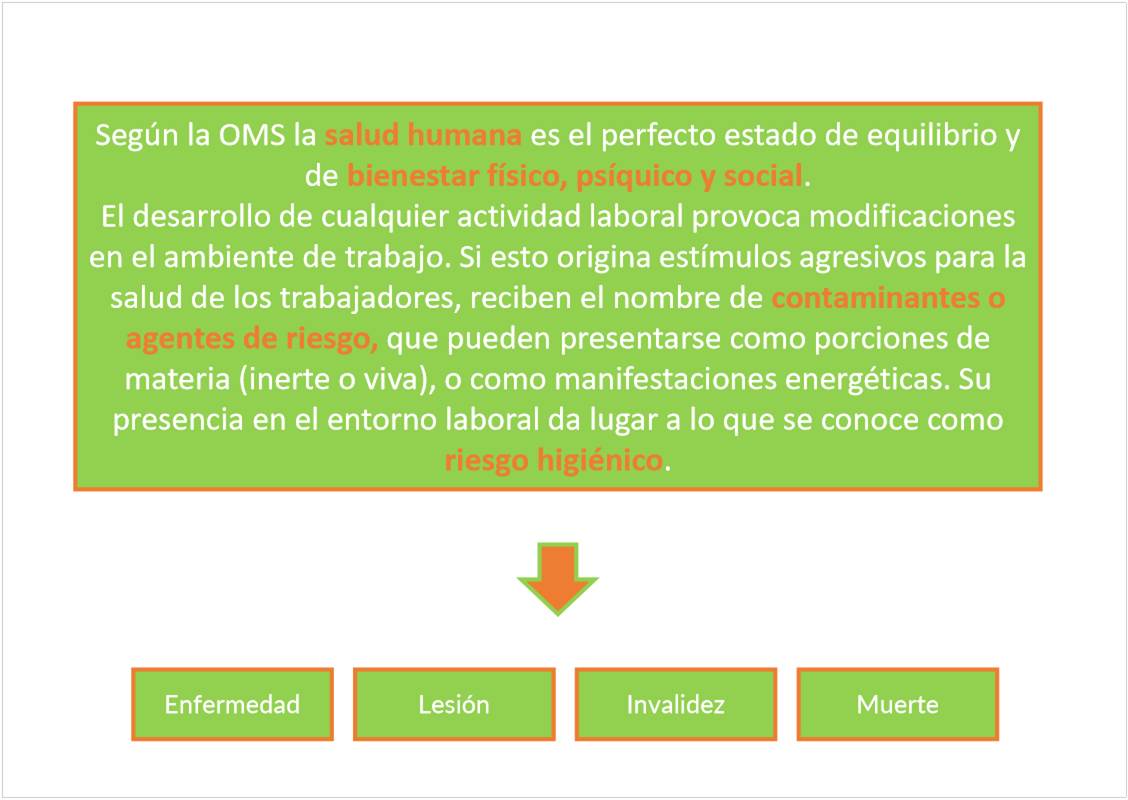 Según la OMS la salud humana es el perfecto estado de equilibrio y
de bienestar físico, psíquico y social.
El desarrollo de cualquier actividad laboral provoca modificaciones
en el ambiente de trabajo. Si esto origina estímulos agresivos para la
salud de los trabajadores, reciben el nombre de contaminantes o
agentes de riesgo, que pueden presentarse como porciones de
materia (inerte o viva), o como manifestaciones energéticas. Su
presencia en el entorno laboral da lugar a lo que se conoce como
riesgo higiénico.
Enfermedad
Lesión
Invalidez
Muerte